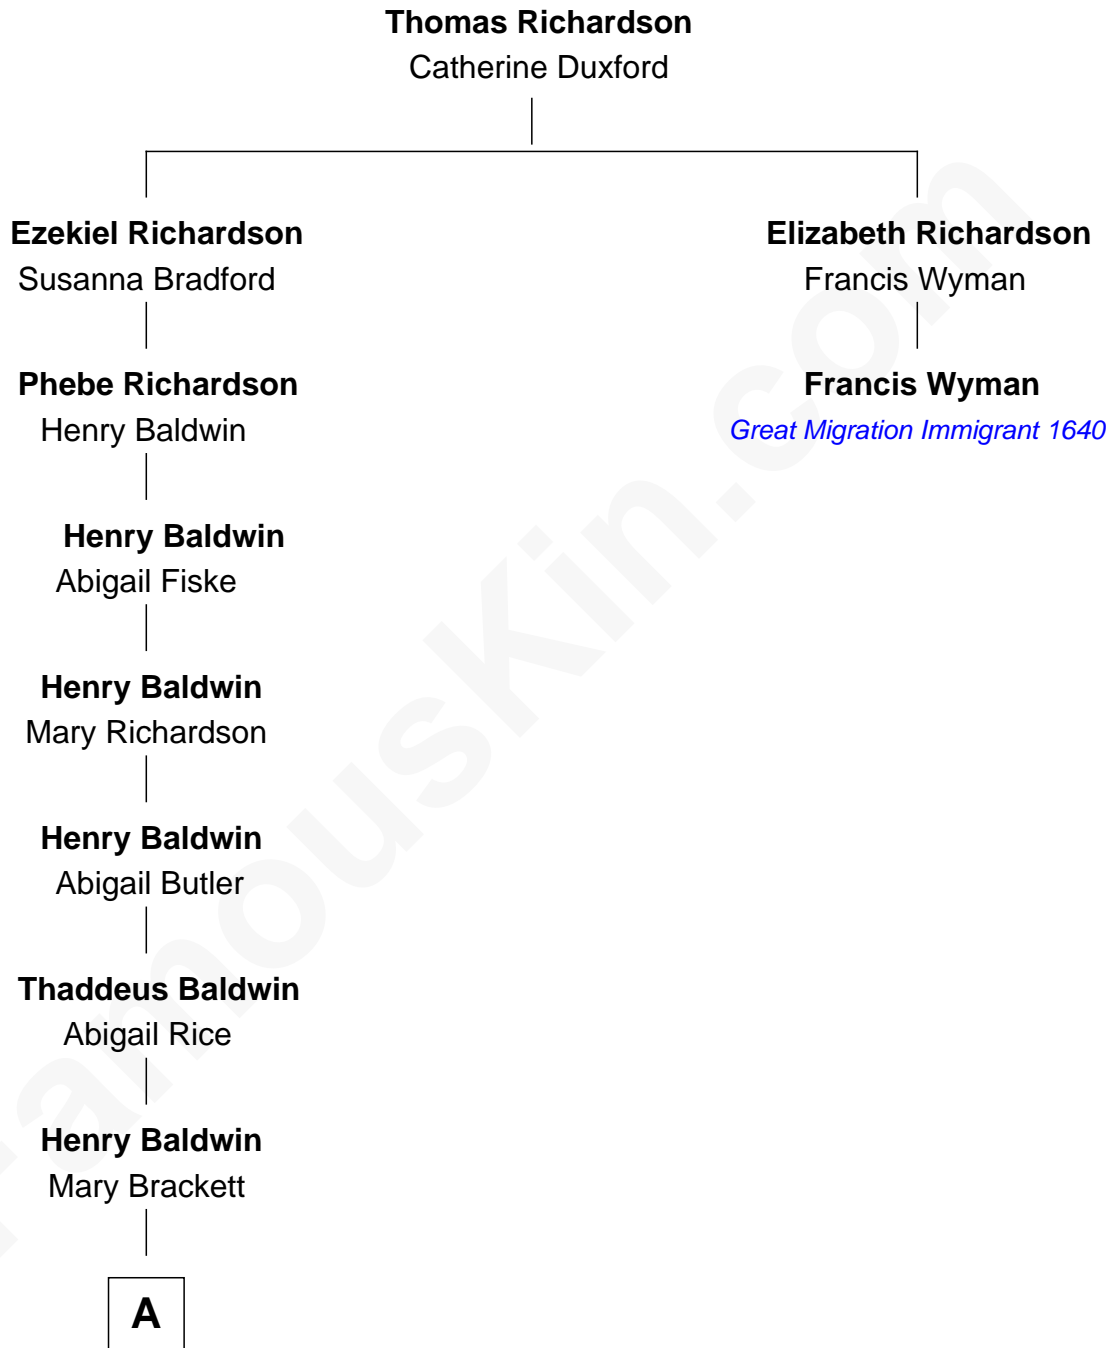 Thomas Richardson
Catherine Duxford
Ezekiel Richardson
Susanna Bradford
Elizabeth Richardson
Francis Wyman
Phebe Richardson
Henry Baldwin
Francis Wyman
Great Migration Immigrant 1640
Henry Baldwin
Abigail Fiske
Henry Baldwin
Mary Richardson
Henry Baldwin
Abigail Butler
Thaddeus Baldwin
Abigail Rice
Henry Baldwin
Mary Brackett
A
FamousKin.com